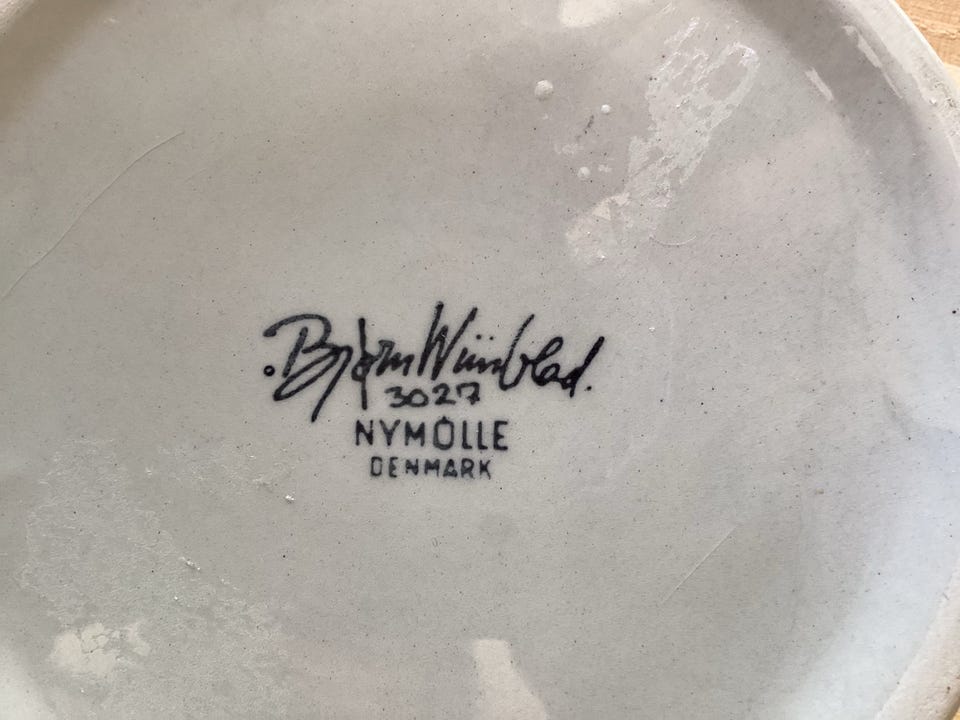 Bjørn Wiinblad.
3027
NYMÖLLE
DENMARK